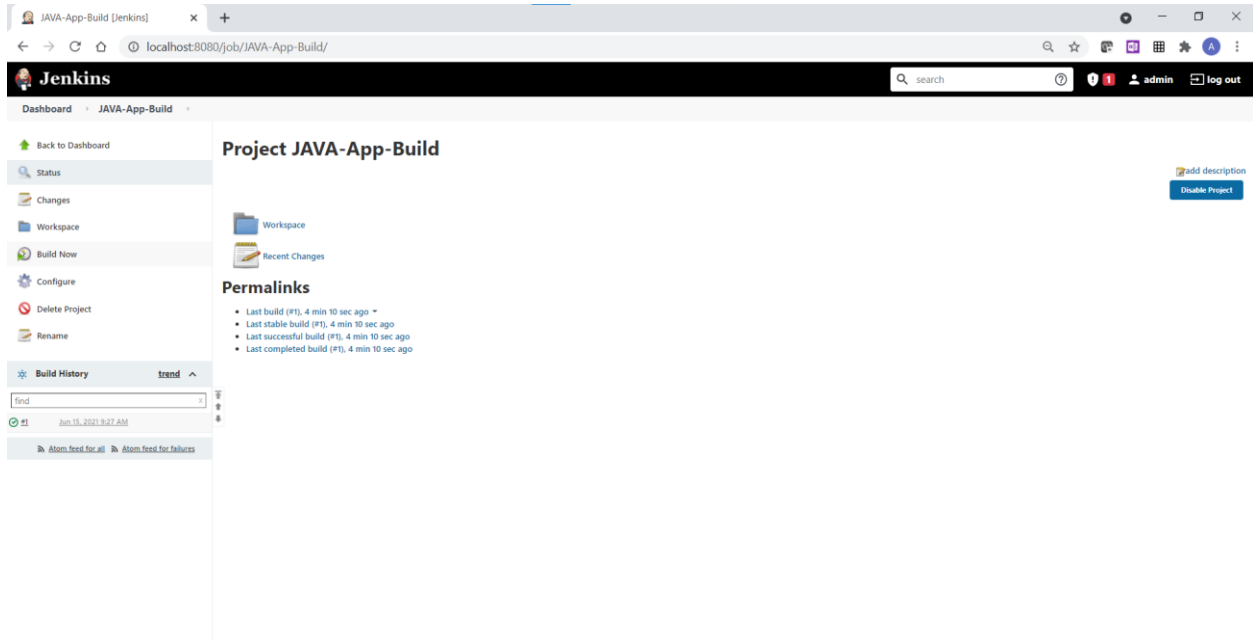 JAVA-App-Build [Jenkins]
localhost:8080/job/JAVA-App-Build/
A
Jenkins
search
1
admin
log out
Dashboard
JAVA-App-Build
Back to Dashboard
Status
Changes
Workspace
Build Now
Configure
Delete Project
Rename
Build History
trend
find
x
#1
Jun 15, 2021 9:27 AM
Atom feed for all
Atom feed for failures
Project JAVA-App-Build
add description
Disable Project
Workspace
Recent Changes
Permalinks
Last build (#1), 4 min 10 sec ago
Last stable build (#1), 4 min 10 sec ago
Last successful build (#1), 4 min 10 sec ago
Last completed build (#1), 4 min 10 sec ago